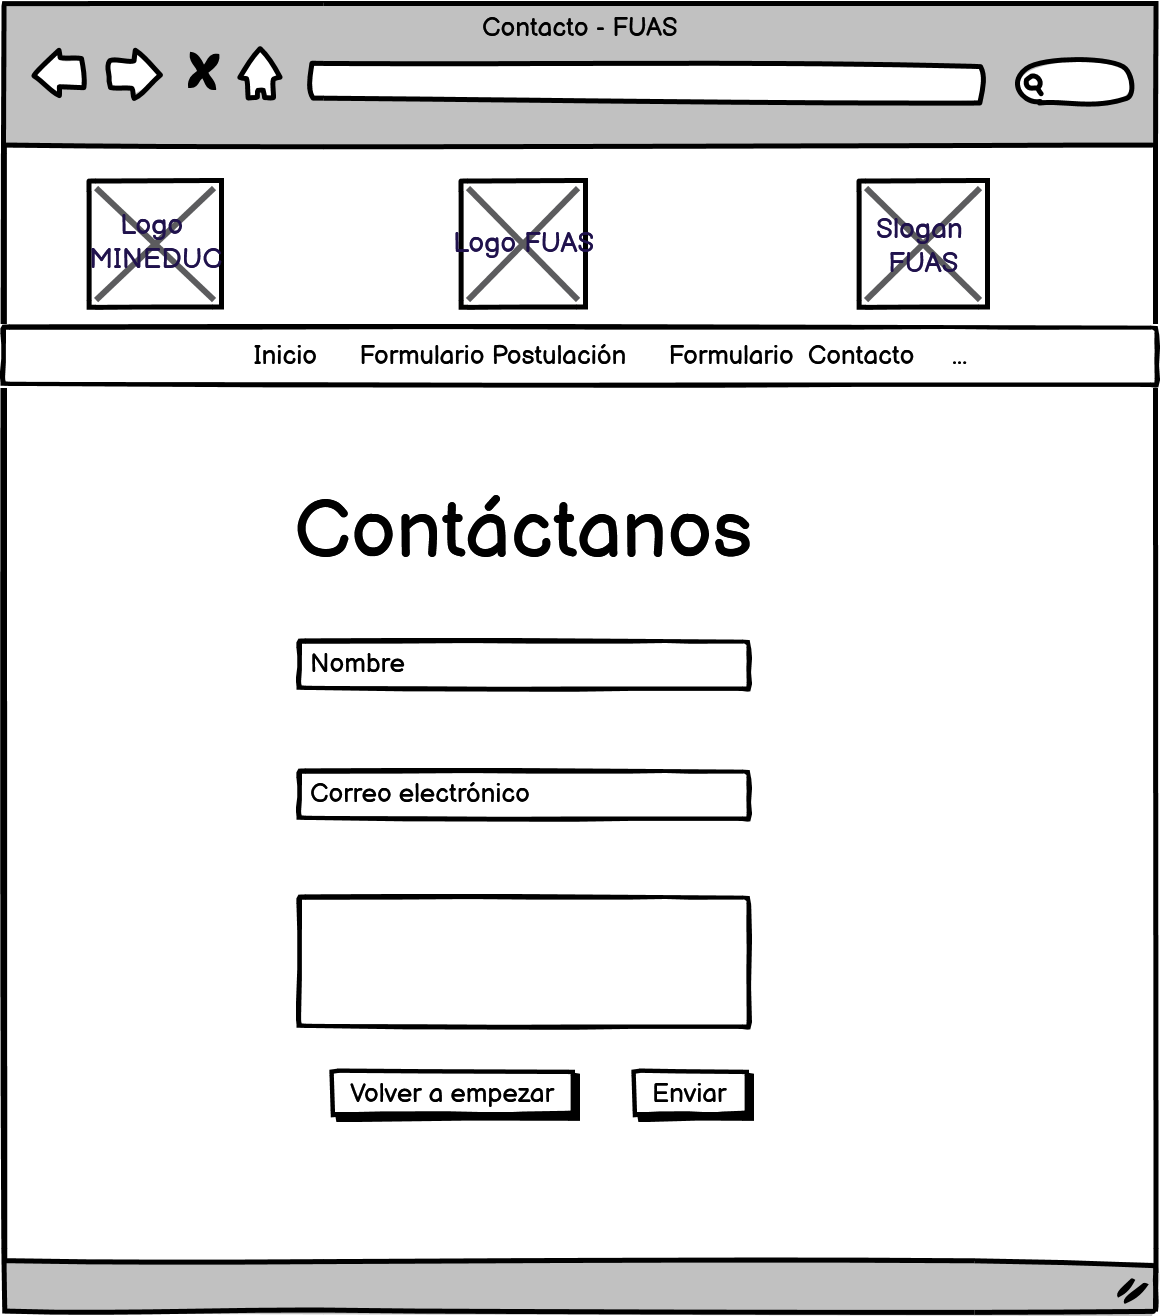 Contacto - FUAS
Logo
MINEDUC
Logo FUAS
Slogan
FUAS
Inicio Formulario Postulación Formulario Contacto ...
Contáctanos
Nombre
Correo electrónico
Volver a empezar Enviar